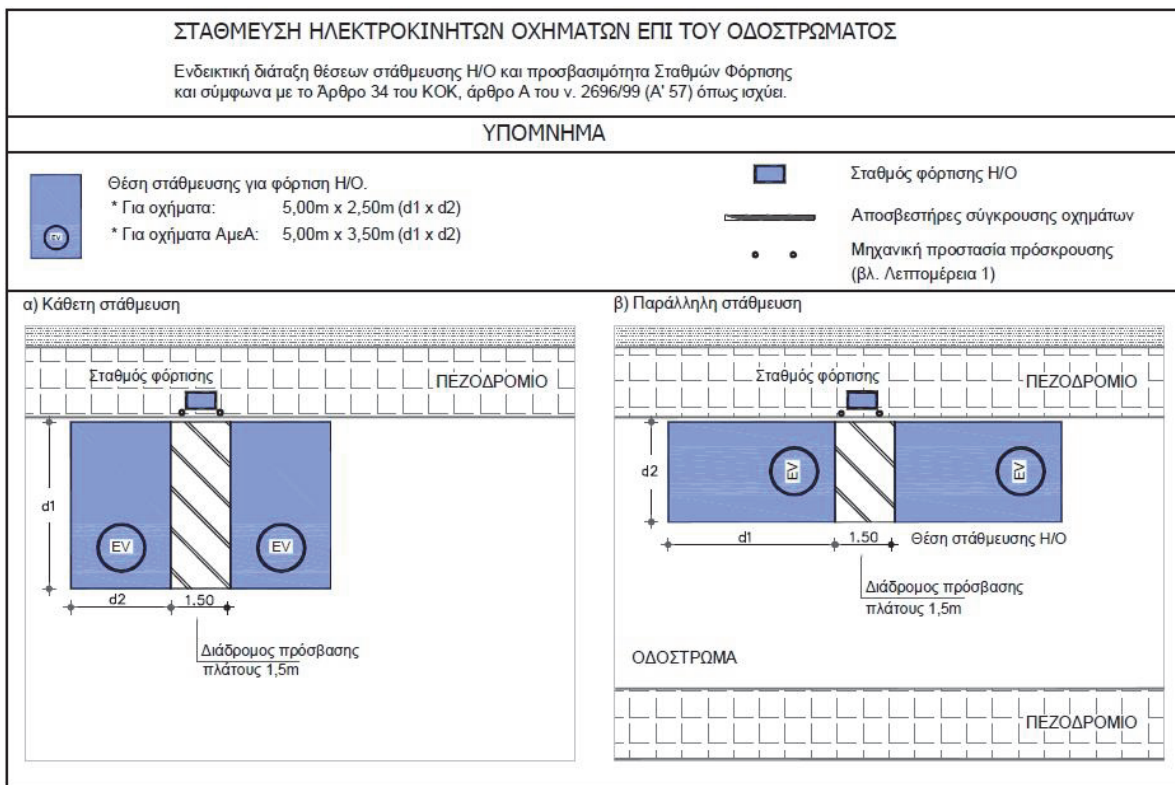 ΣΤΑΘΜΕΥΣΗ ΗΛΕΚΤΡΟΚΙΝΗΤΩΝ ΟΧΗΜΑΤΩΝ ΕΠΙ ΤΟΥ ΟΔΟΣΤΡΩΜΑΤΟΣ
Ενδεικτική διάταξη θέσεων στάθμευσης Η/Ο και προσβασιμότητα Σταθμών Φόρτισης
και σύμφωνα με το Άρθρο 34 του ΚΟΚ, άρθρο Α του ν. 2696/99 (Α' 57) όπως ισχύει.
ΥΠΟΜΝΗΜΑ
Θέση στάθμευσης για φόρτιση Η/Ο.
* Για οχήματα: 5,00m x 2,50m (d1 x d2)
* Για οχήματα ΑμεΑ: 5,00m x 3,50m (d1 x d2)
EV
Σταθμός φόρτισης Η/Ο
Αποσβεστήρες σύγκρουσης οχημάτων
Μηχανική προστασία πρόσκρουσης
(βλ. Λεπτομέρεια 1)
α) Κάθετη στάθμευση
Σταθμός φόρτισης
ΠΕΖΟΔΡΟΜΙΟ
d1
EV
EV
d2
1.50
Διάδρομος πρόσβασης
πλάτους 1,5m
β) Παράλληλη στάθμευση
Σταθμός φόρτισης
ΠΕΖΟΔΡΟΜΙΟ
d2
EV
EV
d1
1.50
Θέση στάθμευσης Η/Ο
Διάδρομος πρόσβασης
πλάτους 1,5m
ΟΔΟΣΤΡΩΜΑ
ΠΕΖΟΔΡΟΜΙΟ